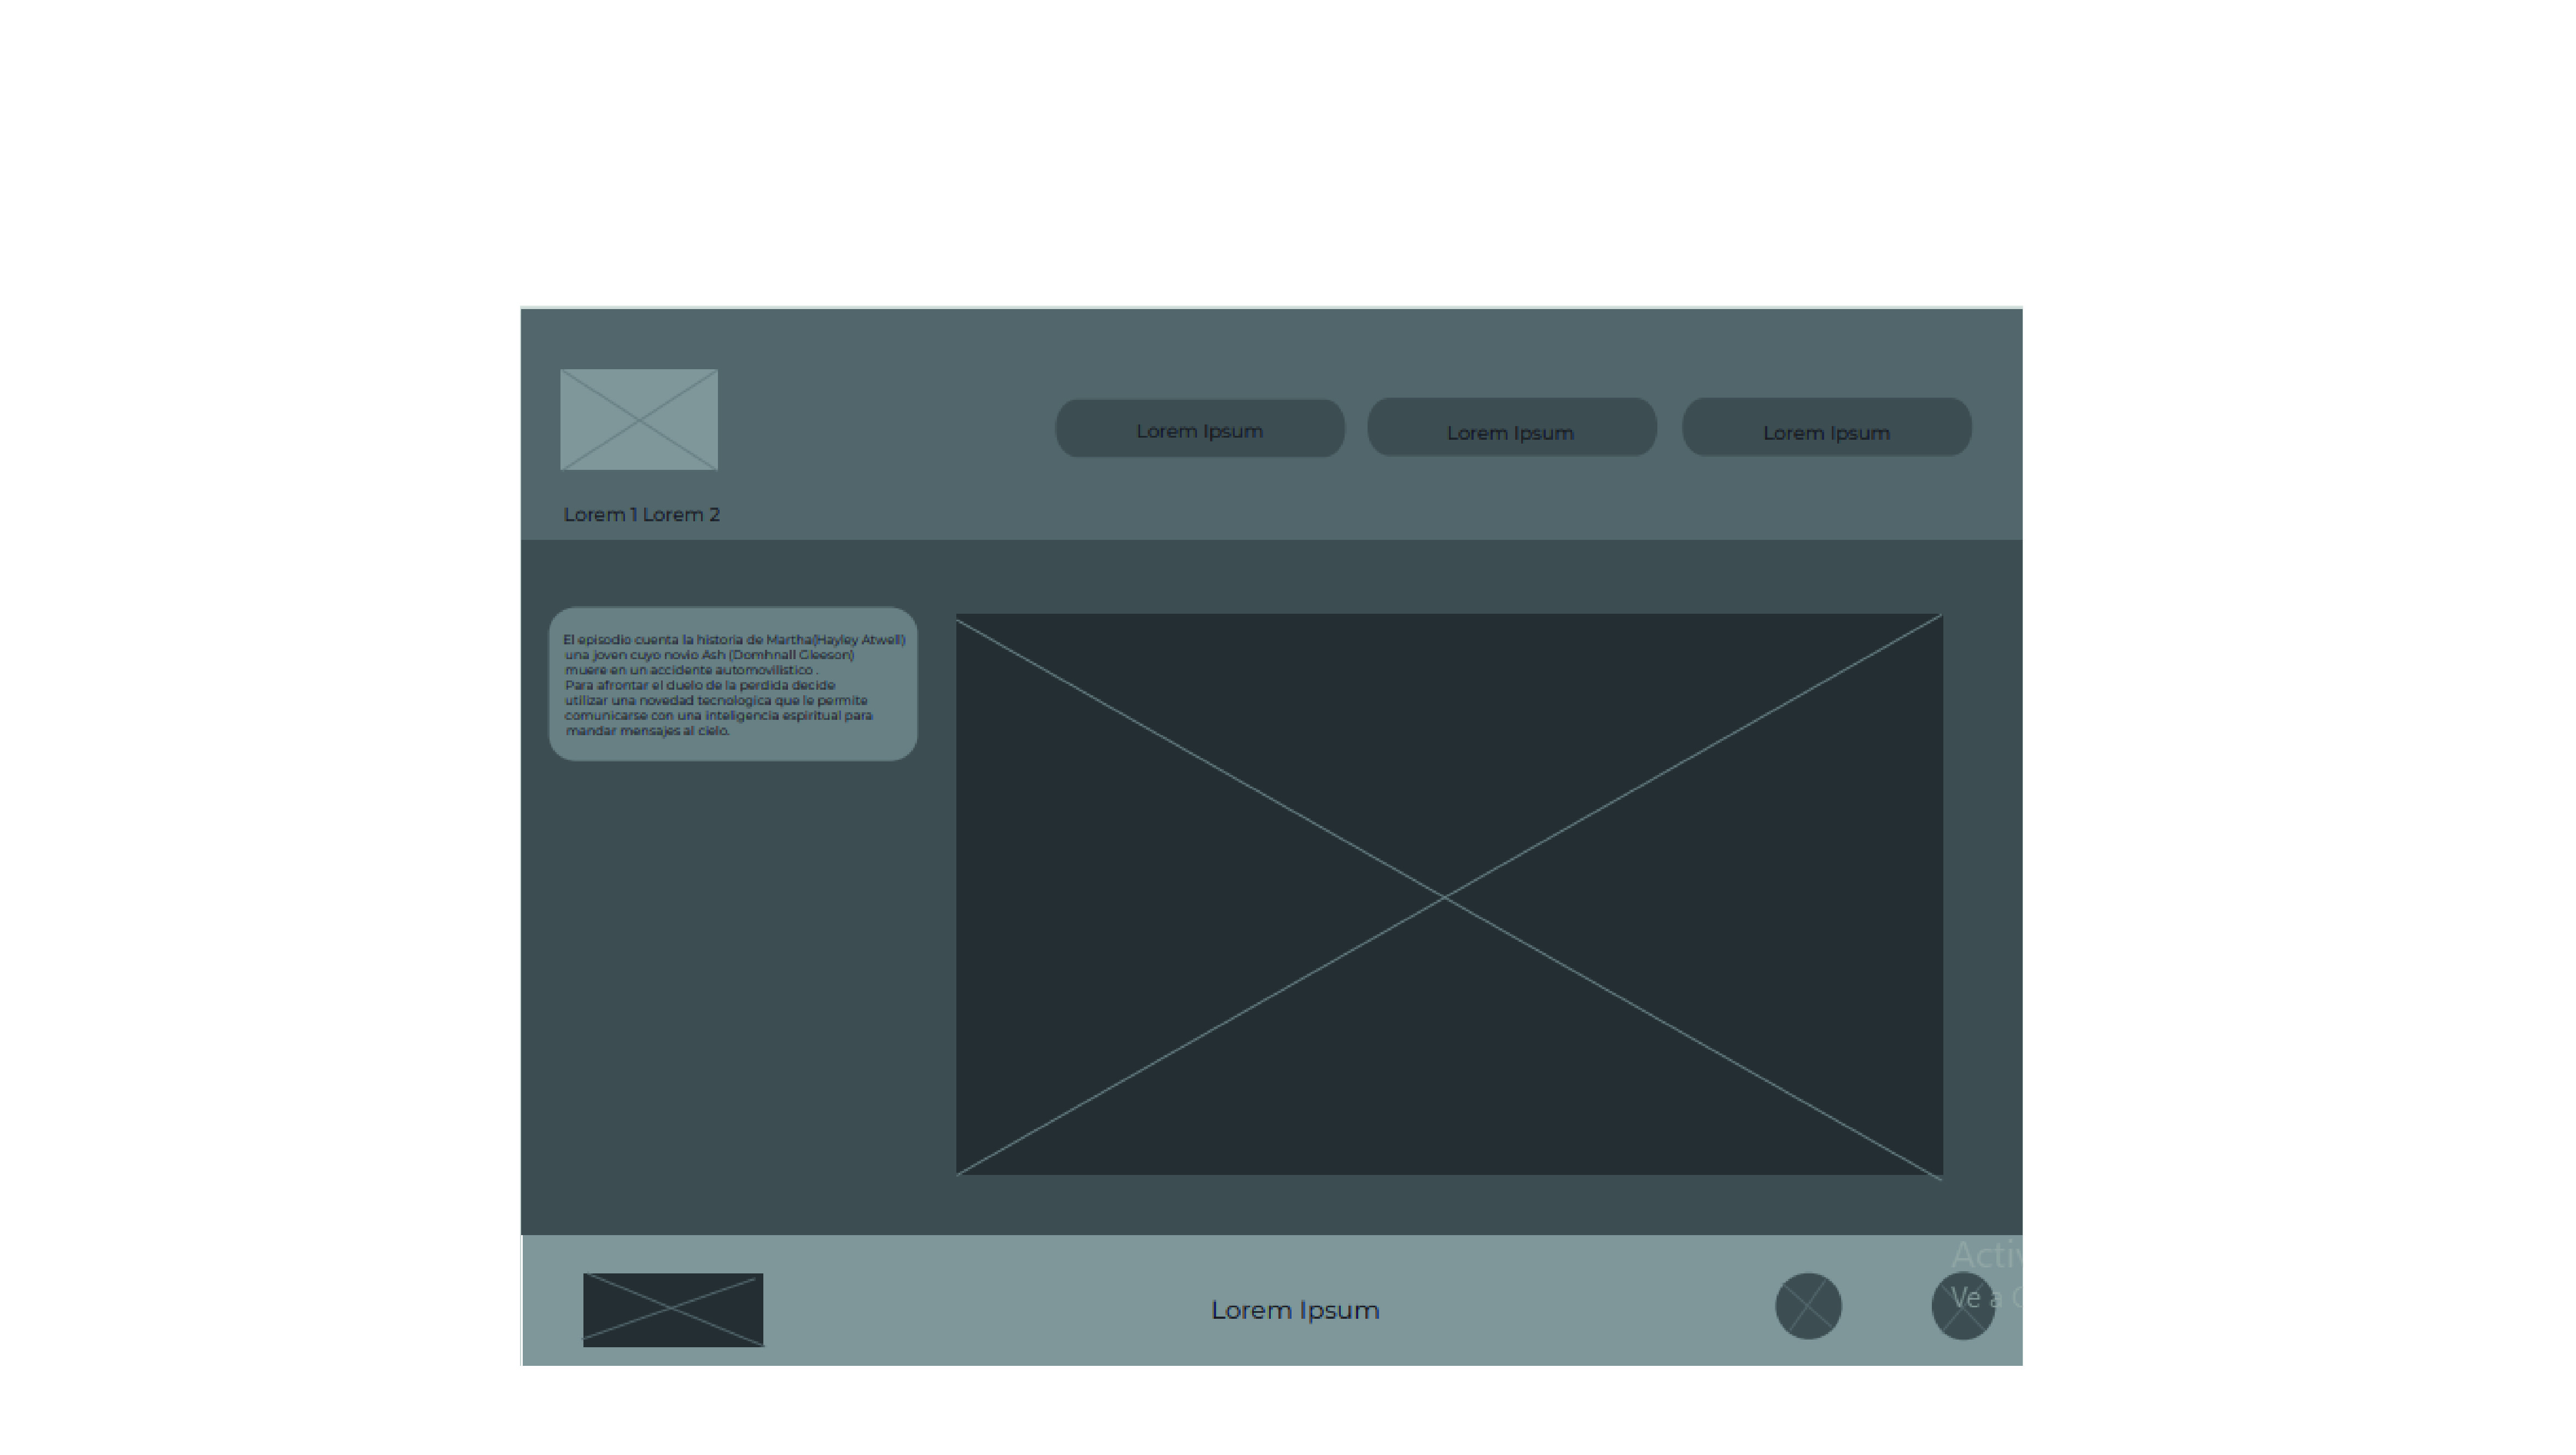 Lorem Ipsum
Lorem Ipsum
Lorem Ipsum
Lorem 1 Lorem 2
El episodio cuenta la historia de Martha(Hayley Atwell)
una joven cuyo novio Ash (Domhnall Gleeson)
muere en un accidente automovilistico .
Para afrontar el duelo de la perdida decide
utilizar una novedad tecnologica que le permite
comunicarse con una inteligencia espiritual para
mandar mensajes al cielo.
Lorem Ipsum
Ve a